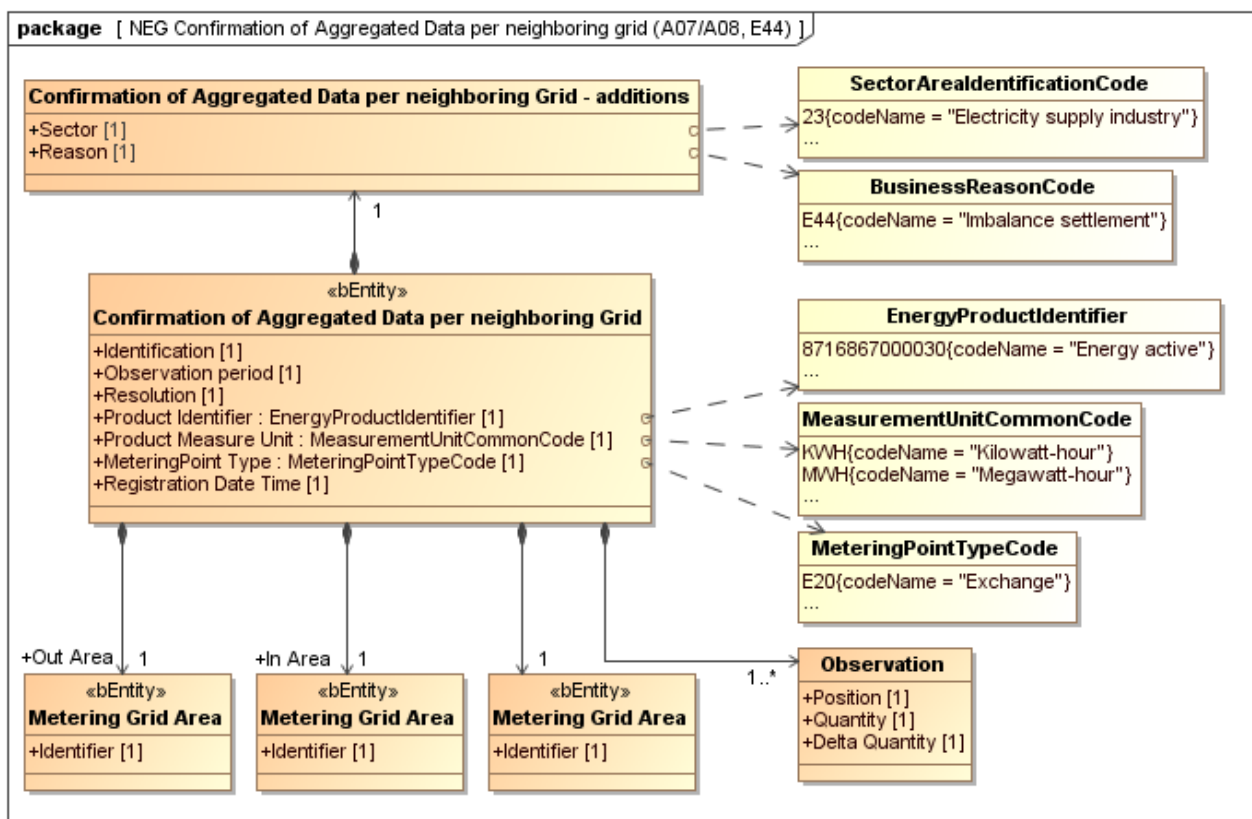 package [ NEG Confirmation of Aggregated Data per neighboring grid (A07/A08, E44) ]
Confirmation of Aggregated Data per neighboring Grid - additions
+Sector [1]
+Reason [1]
SectorAreaIdentificationCode
23{codeName = "Electricity supply industry"}
...
BusinessReasonCode
E44{codeName = "Imbalance settlement"}
...
1
«bEntity»
Confirmation of Aggregated Data per neighboring Grid
+Identification [1]
+Observation period [1]
+Resolution [1]
+Product Identifier : EnergyProductIdentifier [1]
+Product Measure Unit : MeasurementUnitCommonCode [1]
+MeteringPoint Type : MeteringPointTypeCode [1]
+Registration Date Time [1]
EnergyProductIdentifier
8716867000030{codeName = "Energy active"}
...
MeasurementUnitCommonCode
KWH{codeName = "Kilowatt-hour"}
MWH{codeName = "Megawatt-hour"}
...
MeteringPointTypeCode
E20{codeName = "Exchange"}
...
+Out Area 1
+In Area 1
1
1..*
«bEntity»
Metering Grid Area
+Identifier [1]
«bEntity»
Metering Grid Area
+Identifier [1]
«bEntity»
Metering Grid Area
+Identifier [1]
Observation
+Position [1]
+Quantity [1]
+Delta Quantity [1]